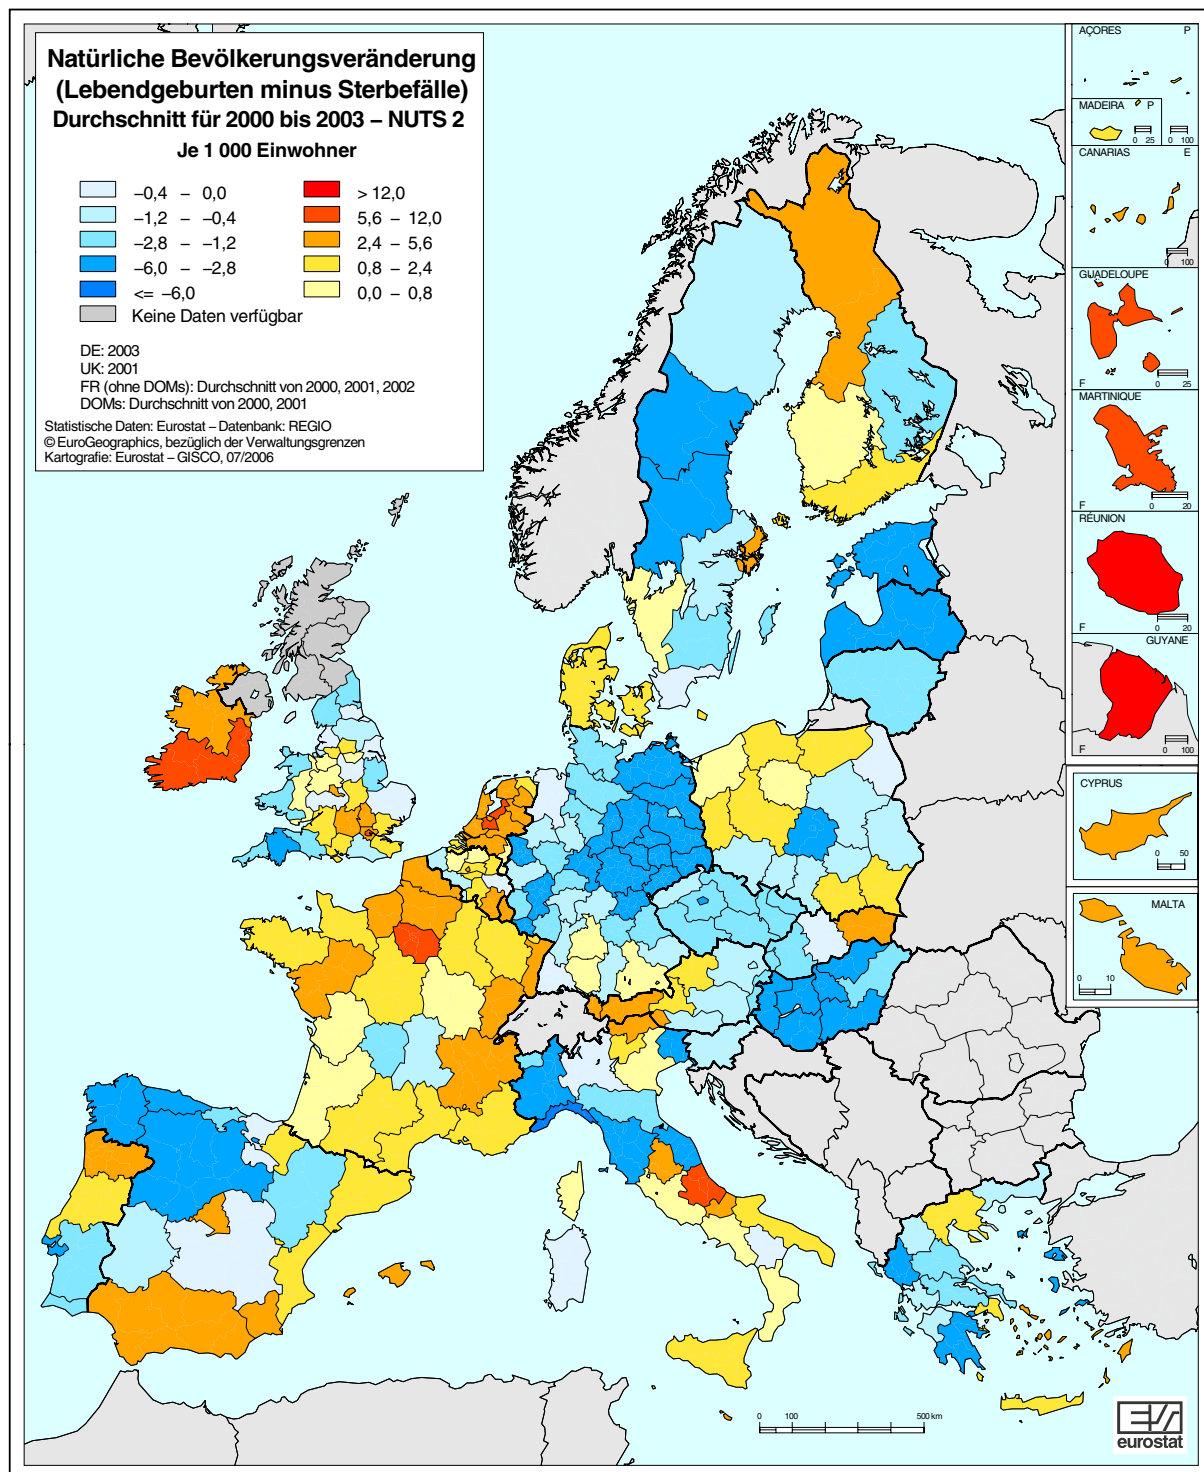 Natürliche Bevölkerungsveränderung
(Lebendgeburten minus Sterbefälle)
Durchschnitt für 2000 bis 2003 – NUTS 2
Je 1 000 Einwohner
−0,4 – 0,0
−1,2 – −0,4
−2,8 – −1,2
−6,0 – −2,8
<= −6,0
Keine Daten verfügbar
> 12,0
5,6 – 12,0
2,4 – 5,6
0,8 – 2,4
0,0 – 0,8
DE: 2003
UK: 2001
FR (ohne DOMs): Durchschnitt von 2000, 2001, 2002
DOMs: Durchschnitt von 2000, 2001
Statistische Daten: Eurostat – Datenbank: REGIO
© EuroGeographics, bezüglich der Verwaltungsgrenzen
Kartografie: Eurostat – GISCO, 07/2006
AÇORES P
MADEIRA P
0 25
0 100
CANARIAS E
0 100
GUADELOUPE
F
0 25
MARTINIQUE
F
0 20
RÉUNION
F
0 20
GUYANE
F
0 100
CYPRUS
0 50
MALTA
0 10
0 100 500 km
eurostat